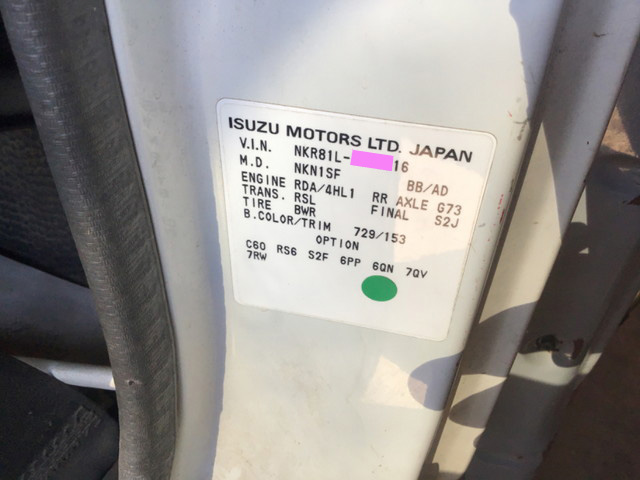 ISUZU MOTORS LTD. JAPAN
V.I.N. NKR81L- 16
M.D. NKN1SF BB/AD
ENGINE RDA/4HL1 RR AXLE G73
TRANS. RSL FINAL S2J
TIRE BWR
B.COLOR/TRIM 729/153
OPTION
C60 RS6 S2F 6PP 6QN 7QV
7RW